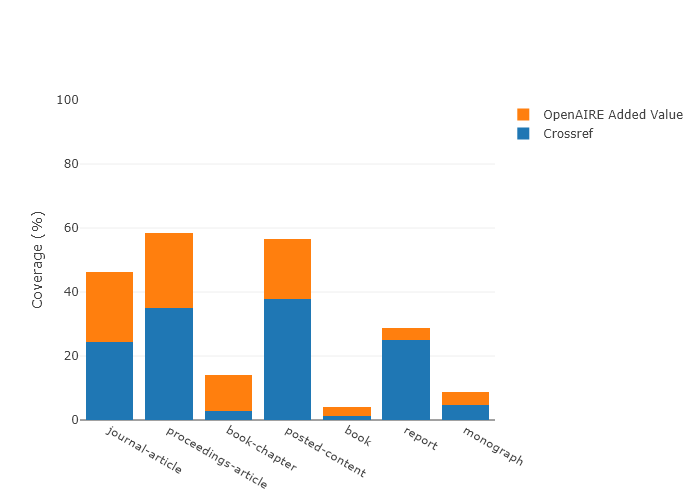 100
80
60
40
20
0
Coverage (%)
journal-article
proceedings-article
book-chapter
posted-content
book
report
monograph
OpenAIRE Added Value
Crossref